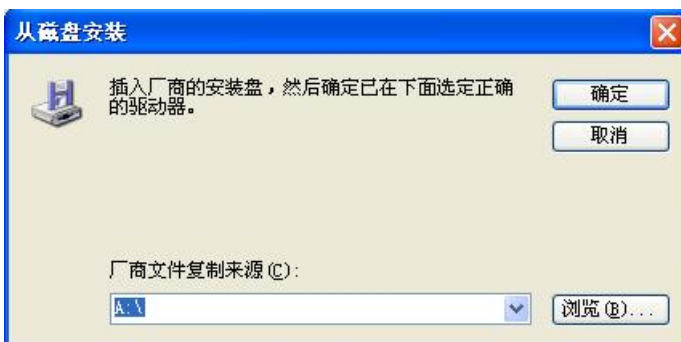 从磁盘安装
插入厂商的安装盘，然后确定已在下面选定正确
的驱动器。
确定
取消
厂商文件复制来源(C):
A:\
浏览(B)...